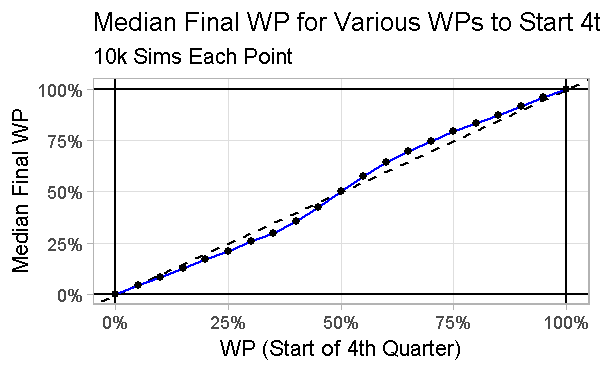 Median Final WP for Various WPs to Start 4t
10k Sims Each Point
100%
75%
50%
25%
0%
Median Final WP
0% 25% 50% 75% 100%
WP (Start of 4th Quarter)